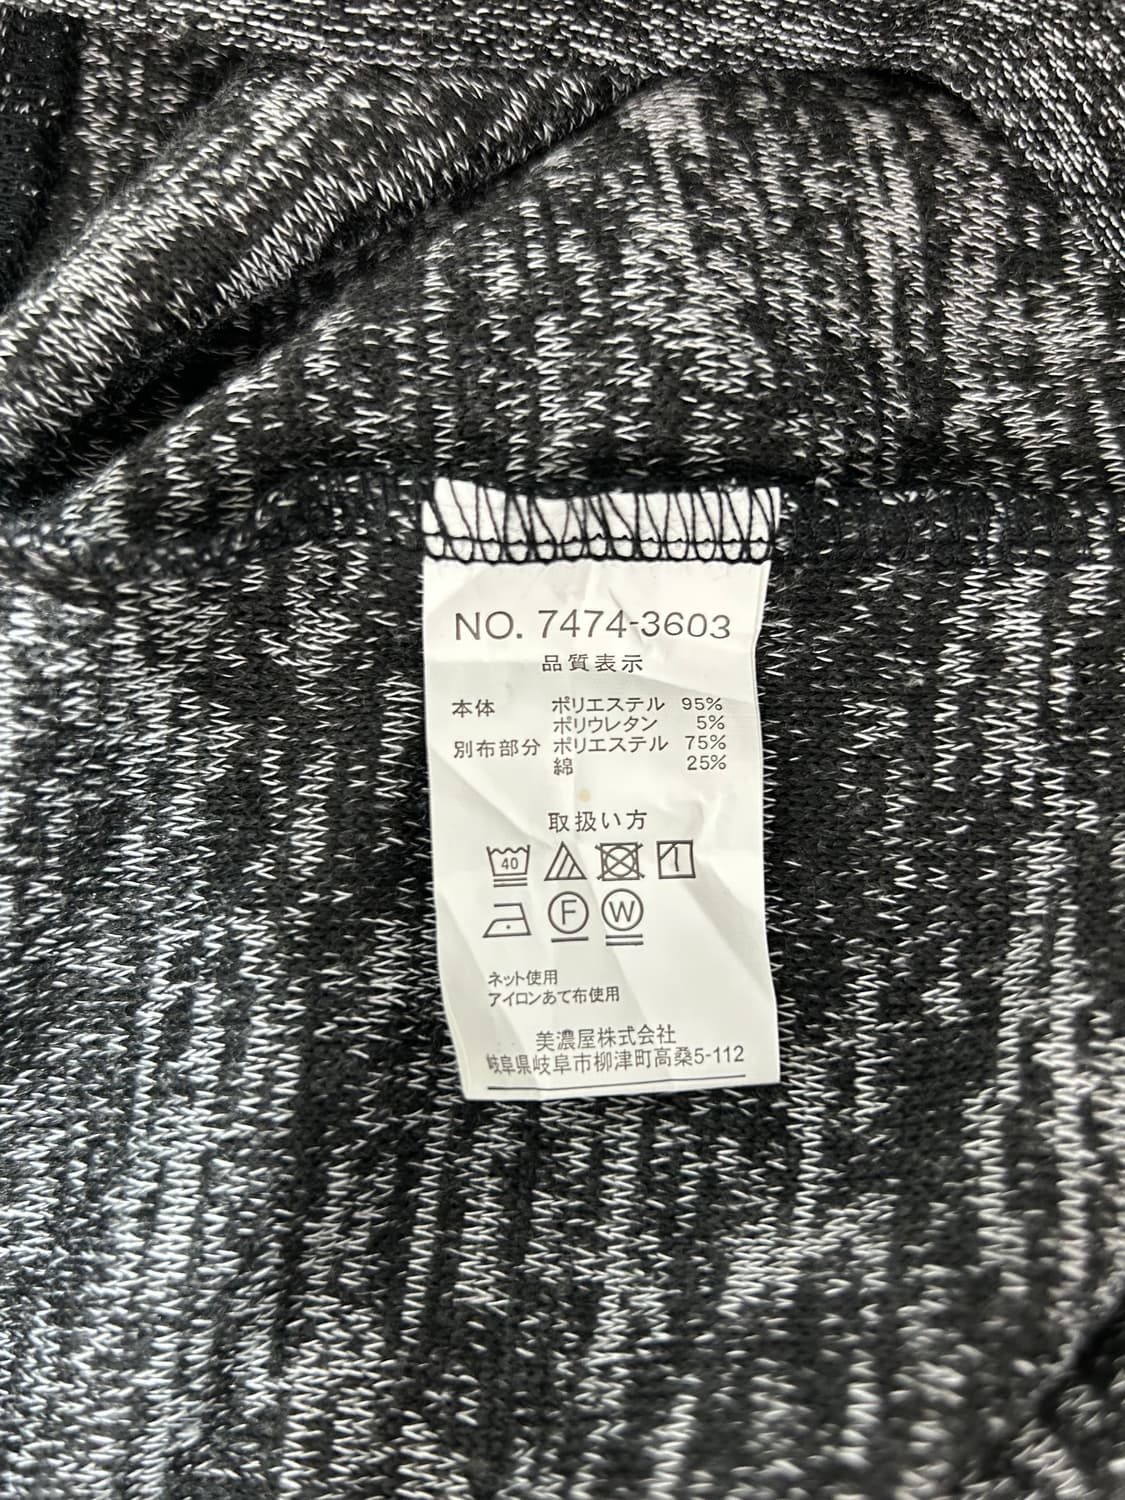 NO. 7474-3603
品質表示
本体 ポリエステル 95%
ポリウレタン 5%
別布部分 ポリエステル 75%
綿 25%
取扱い方
40
F W
ネット使用
アイロンあて布使用
美濃屋株式会社
岐阜県岐阜市柳津町高桑5-112